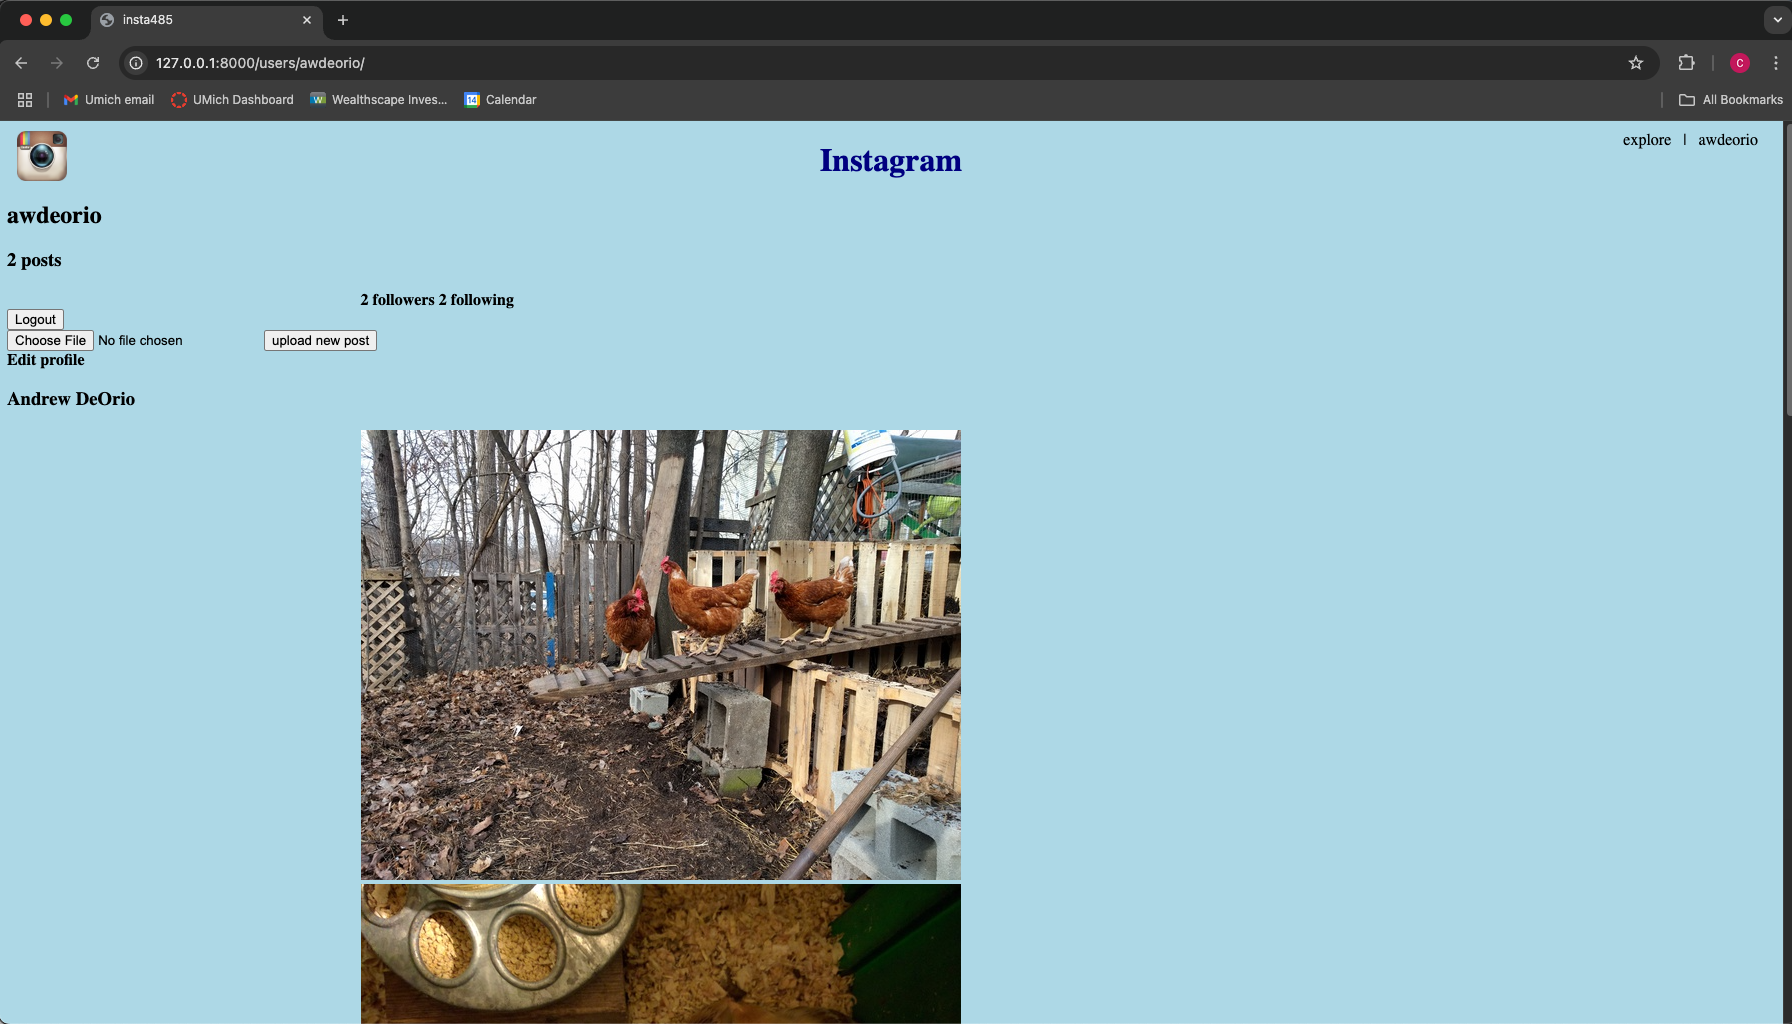 insta485
127.0.0.1:8000/users/awdeorio/
C
Umich email
UMich Dashboard
W Wealthscape Inves...
14 Calendar
All Bookmarks
Instagram
explore | awdeorio
awdeorio
2 posts
2 followers 2 following
Logout
Choose File No file chosen upload new post
Edit profile
Andrew DeOrio